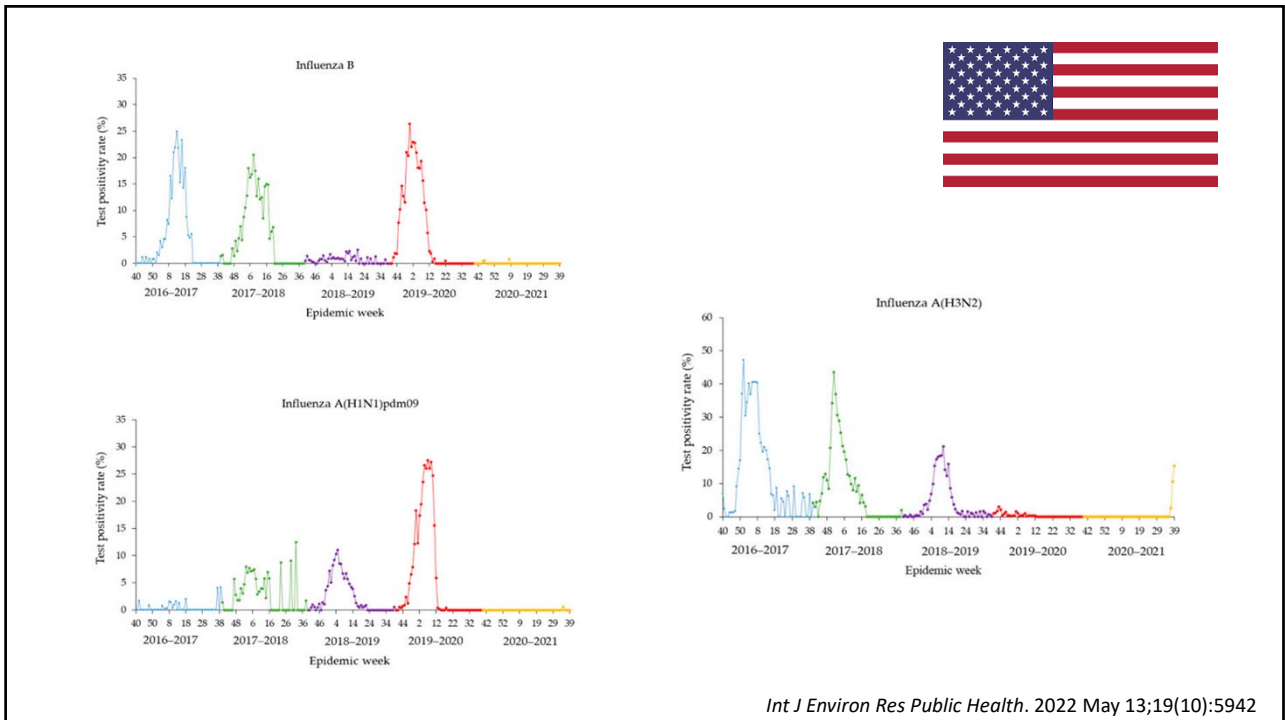 Influenza B
Test positivity rate (%)
35
30
25
20
15
10
5
0
40 50 8 18 28 38 48 6 16 26 36 46 4 14 24 34 44 2 12 22 32 42 52 9 19 29 39
2016–2017 2017–2018 2018–2019 2019–2020 2020–2021
Epidemic week
Influenza A(H3N2)
Test positivity rate (%)
60
50
40
30
20
10
0
40 50 8 18 28 38 48 6 16 26 36 46 4 14 24 34 44 2 12 22 32 42 52 9 19 29 39
2016–2017 2017–2018 2018–2019 2019–2020 2020–2021
Epidemic week
Influenza A(H1N1)pdm09
Test positivity rate (%)
35
30
25
20
15
10
5
0
40 50 8 18 28 38 48 6 16 26 36 46 4 14 24 34 44 2 12 22 32 42 52 9 19 29 39
2016–2017 2017–2018 2018–2019 2019–2020 2020–2021
Epidemic week
Int J Environ Res Public Health. 2022 May 13;19(10):5942